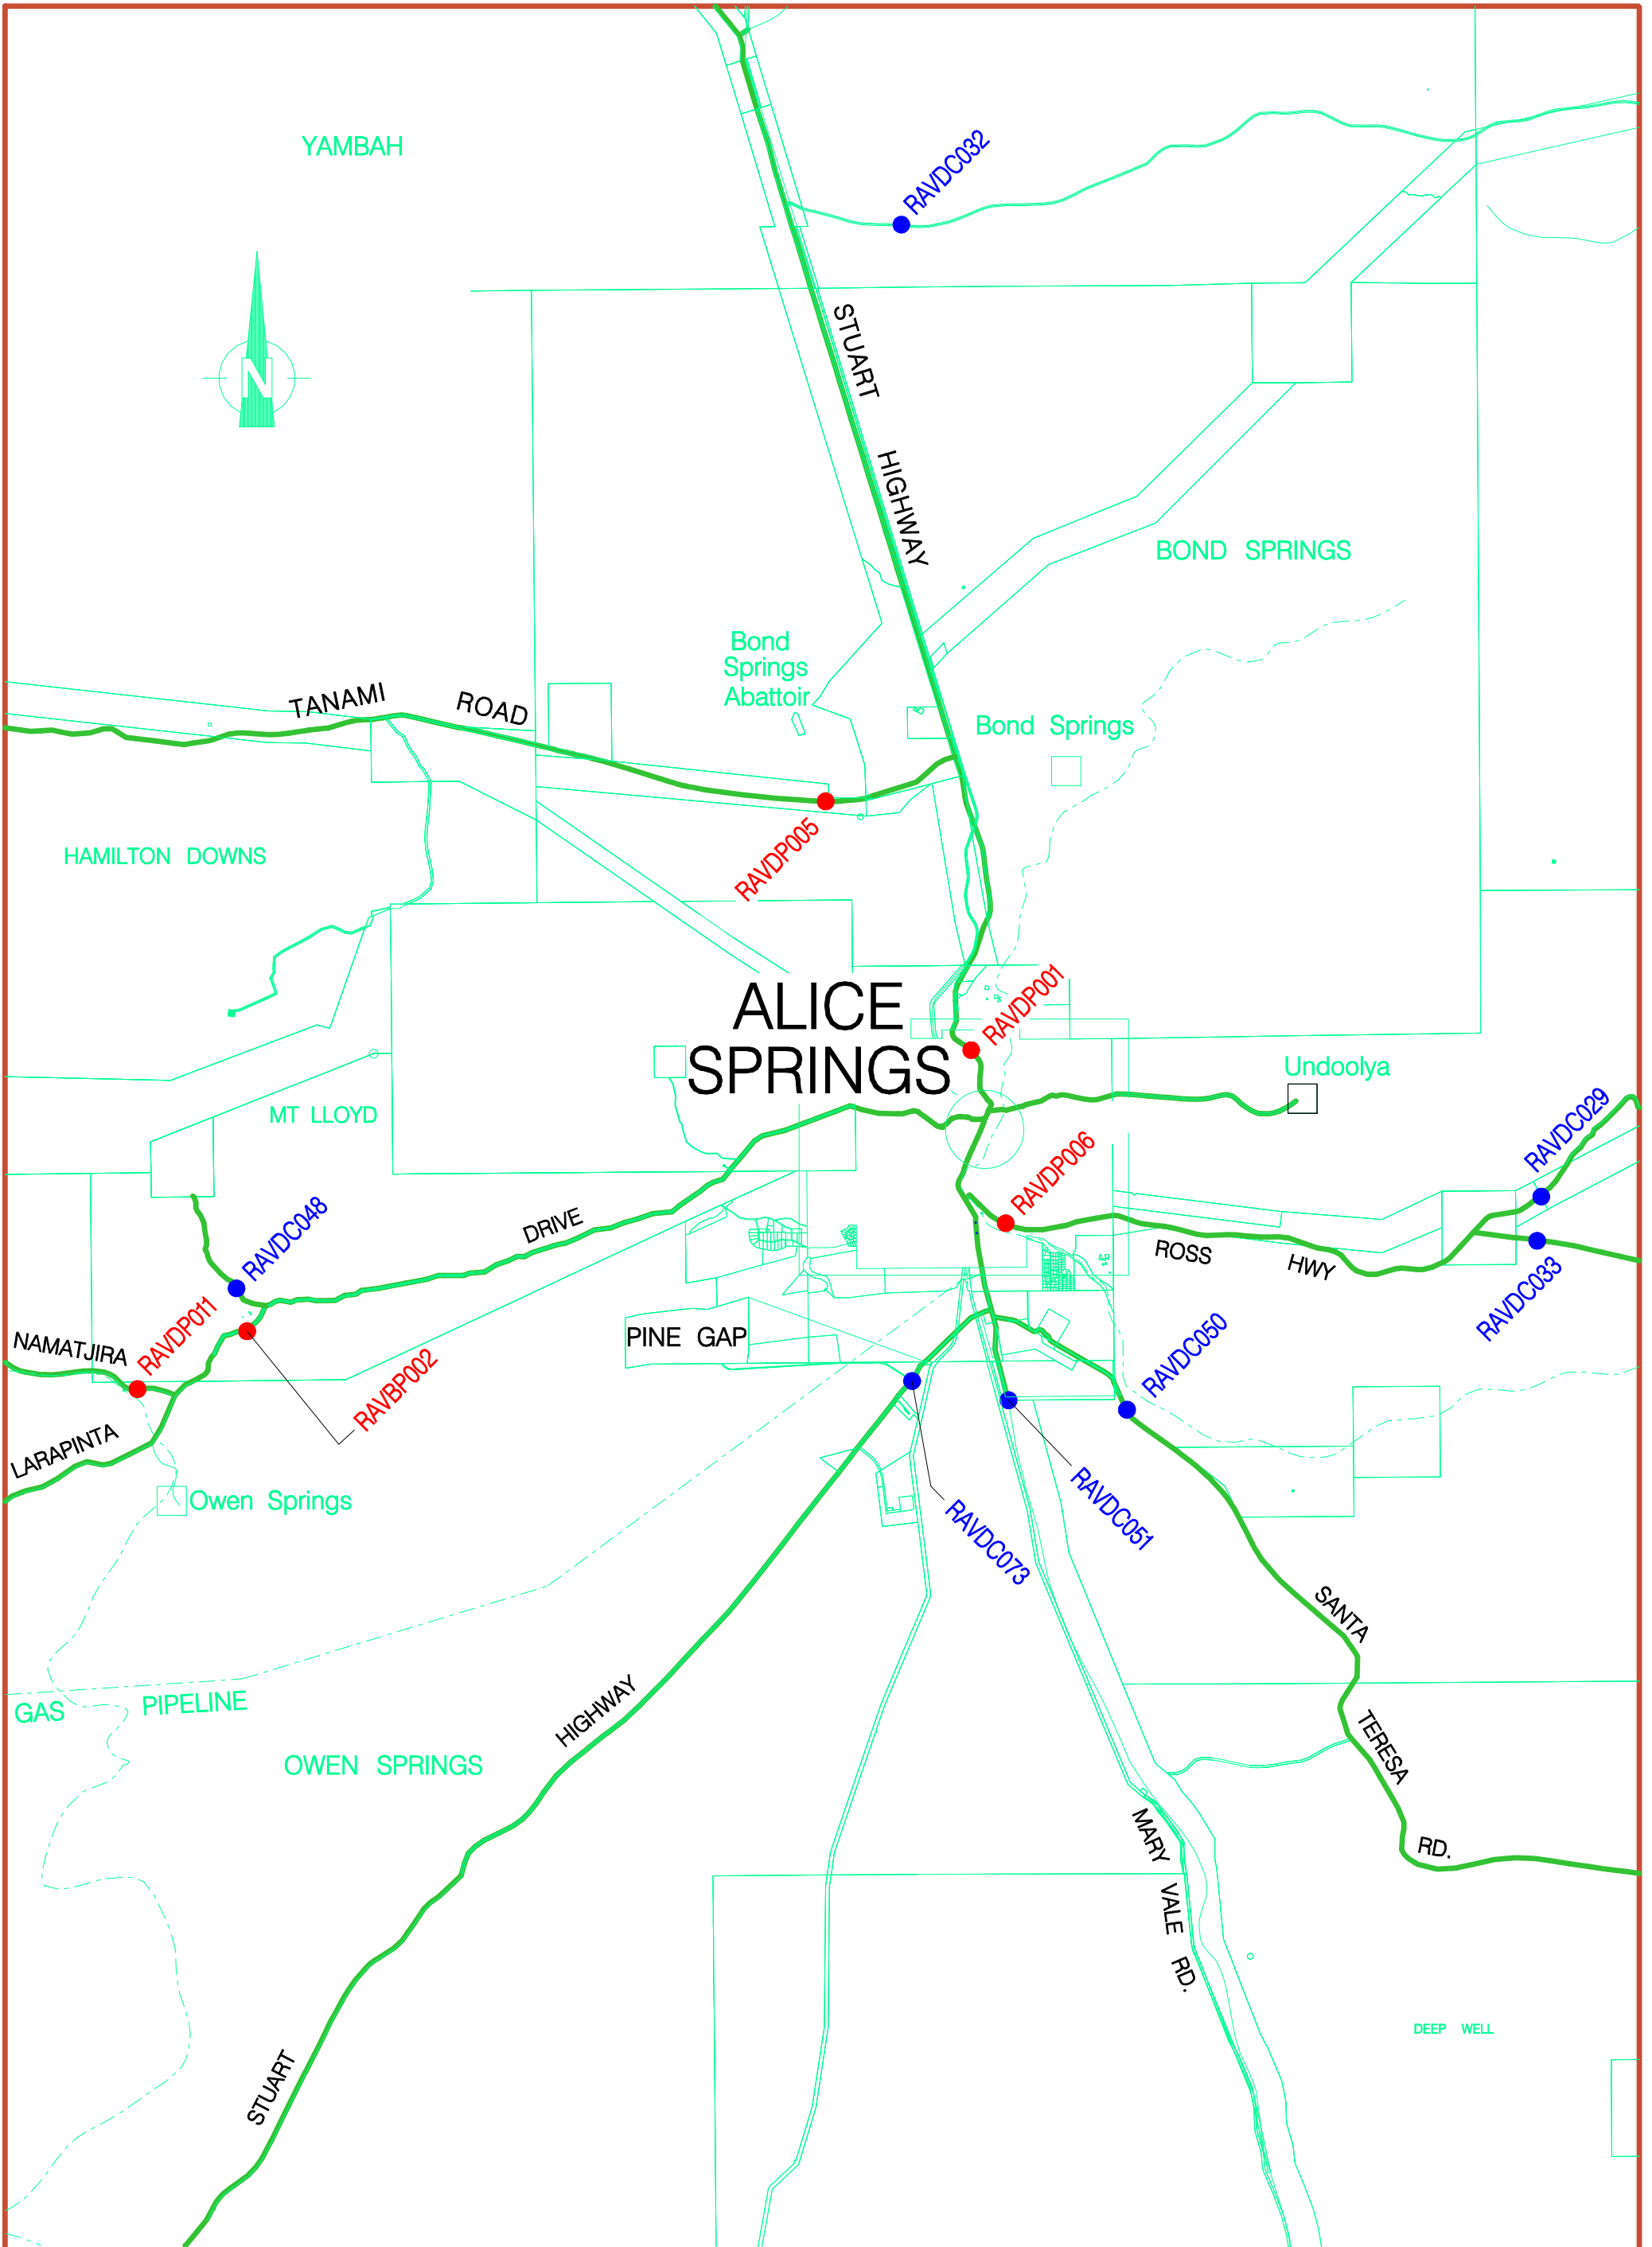 YAMBAH
RAVDC032
N
STUART
HIGHWAY
BOND SPRINGS
Bond
Springs
Abattoir
TANAMI ROAD
Bond Springs
RAVDP005
HAMILTON DOWNS
ALICE
SPRINGS
RAVDP001
Undoolya
MT LLOYD
RAVDC029
RAVDP006
RAVDC048
DRIVE
ROSS HWY
RAVDC033
RAVDP011
NAMATJIRA
PINE GAP
RAVDC050
RAVBP002
LARAPINTA
Owen Springs
RAVDC051
RAVDC073
SANTA
TERESA
RD.
GAS PIPELINE
HIGHWAY
OWEN SPRINGS
MARY
VALE
RD.
DEEP WELL
STUART